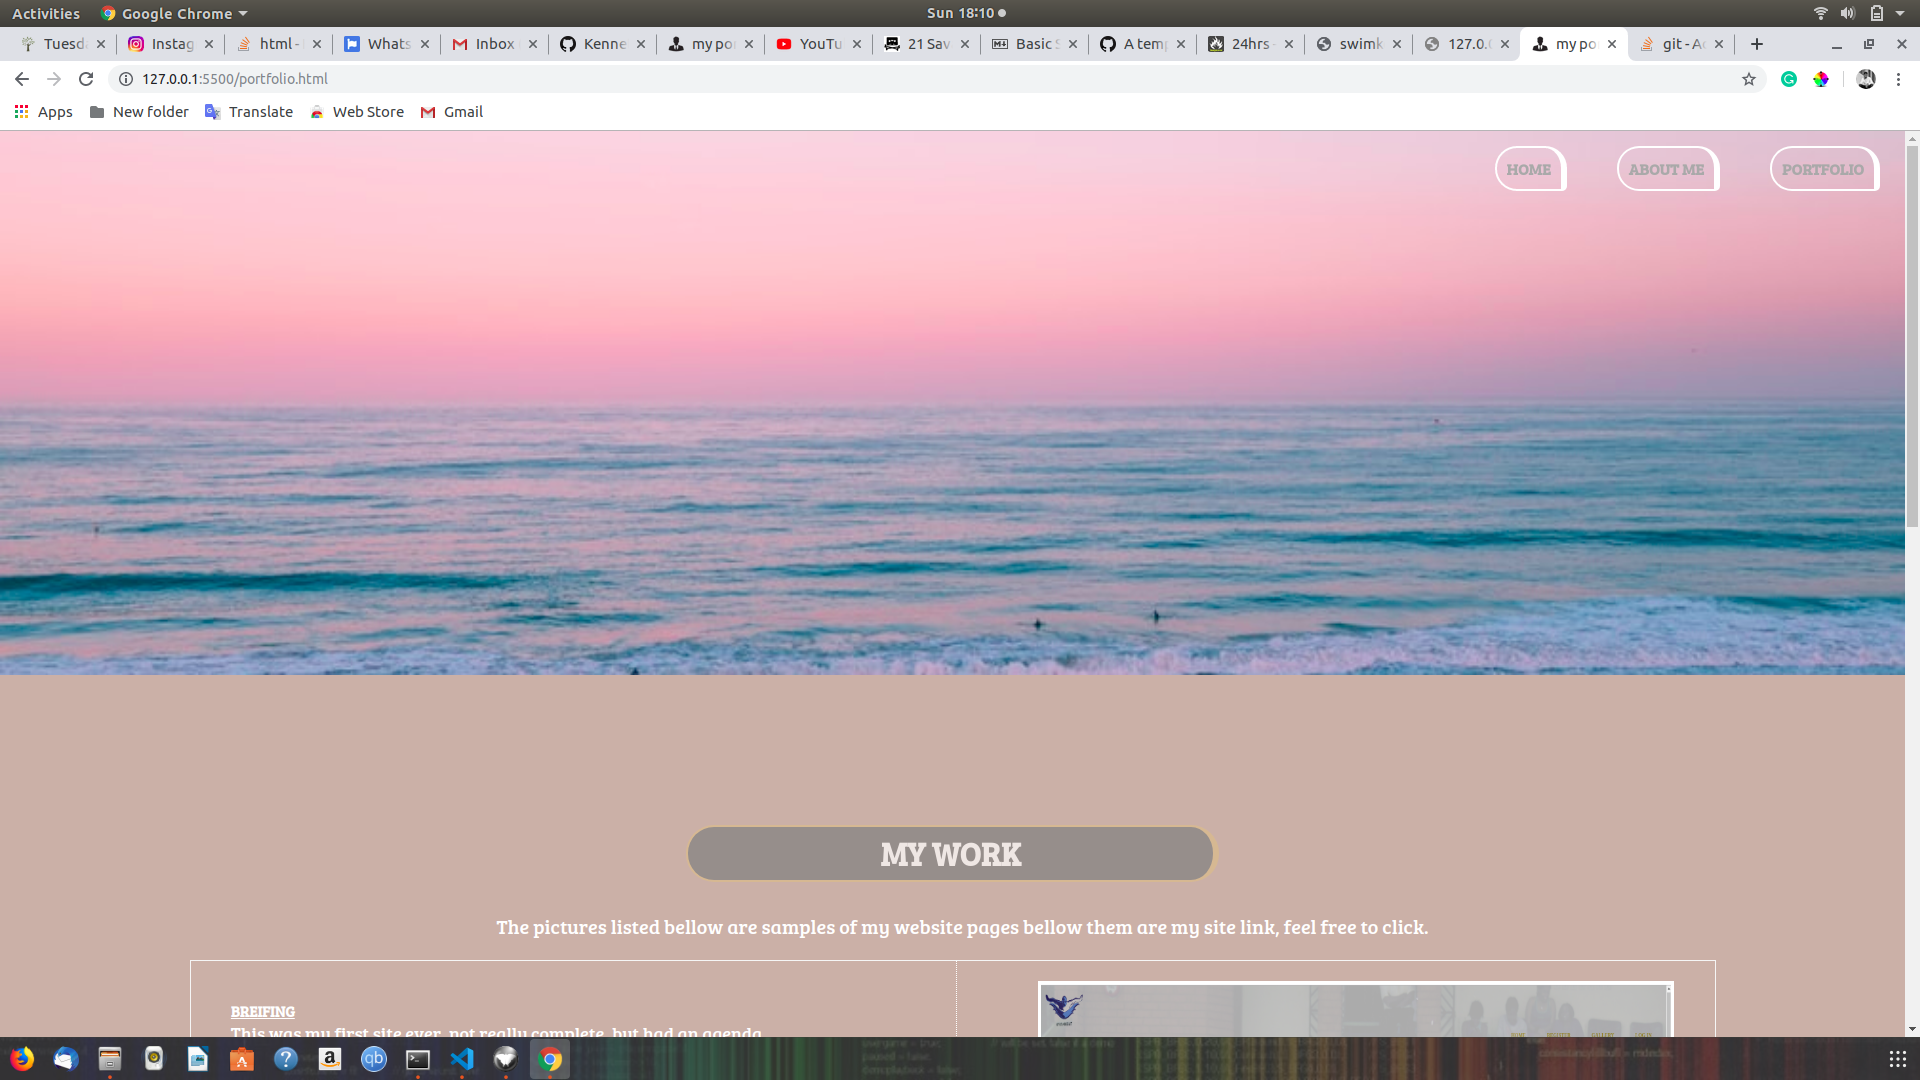 Activities Google Chrome Sun 18:10
Tuesd Instag html - Whats Inbox Kenne my po YouTu 21 Sav Basic A temp 24hrs swimk 127.0. my po git - A
127.0.0.1:5500/portfolio.html
Apps New folder Translate Web Store Gmail
HOME ABOUT ME PORTFOLIO
MY WORK
The pictures listed bellow are samples of my website pages bellow them are my site link, feel free to click.
BREIFING
This was my first site ever, not really complete, but had an agenda